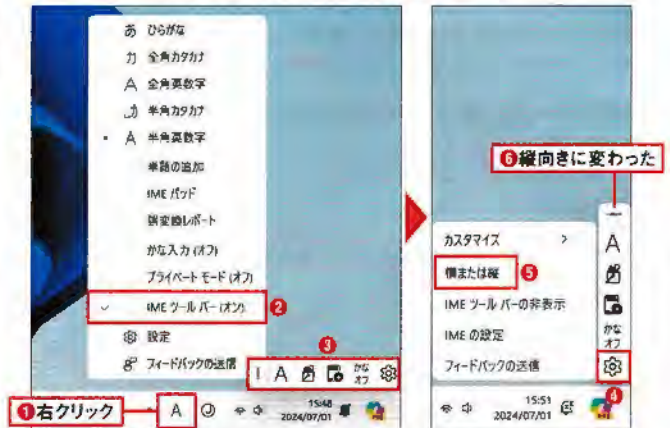 あ ひらがな
カ 全角カタカナ
A 全角英数字
半角カタカナ
• A 半角英数字
単語の追加
IME パッド
誤変換レポート
かな入力 (オフ)
プライベート モード (オフ)
✓ IME ツール バー (オン)
❷
設定
フィードバックの送信
❸
A かなオフ
❶右クリック
A
15:48
2024/07/01
❻縦向きに変わった
A
かな
オフ
カスタマイズ >
横または縦
❺
IME ツール バーの非表示
IME の設定
フィードバックの送信
❹
15:51
2024/07/01